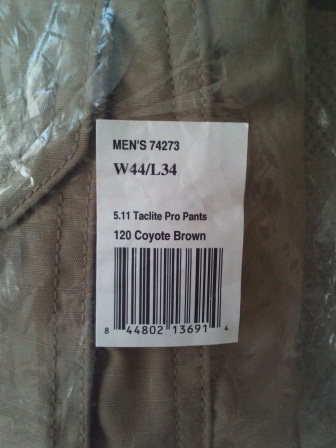 MEN'S 74273
W44/L34
5.11 Taclite Pro Pants
120 Coyote Brown
8 44802 13691 4